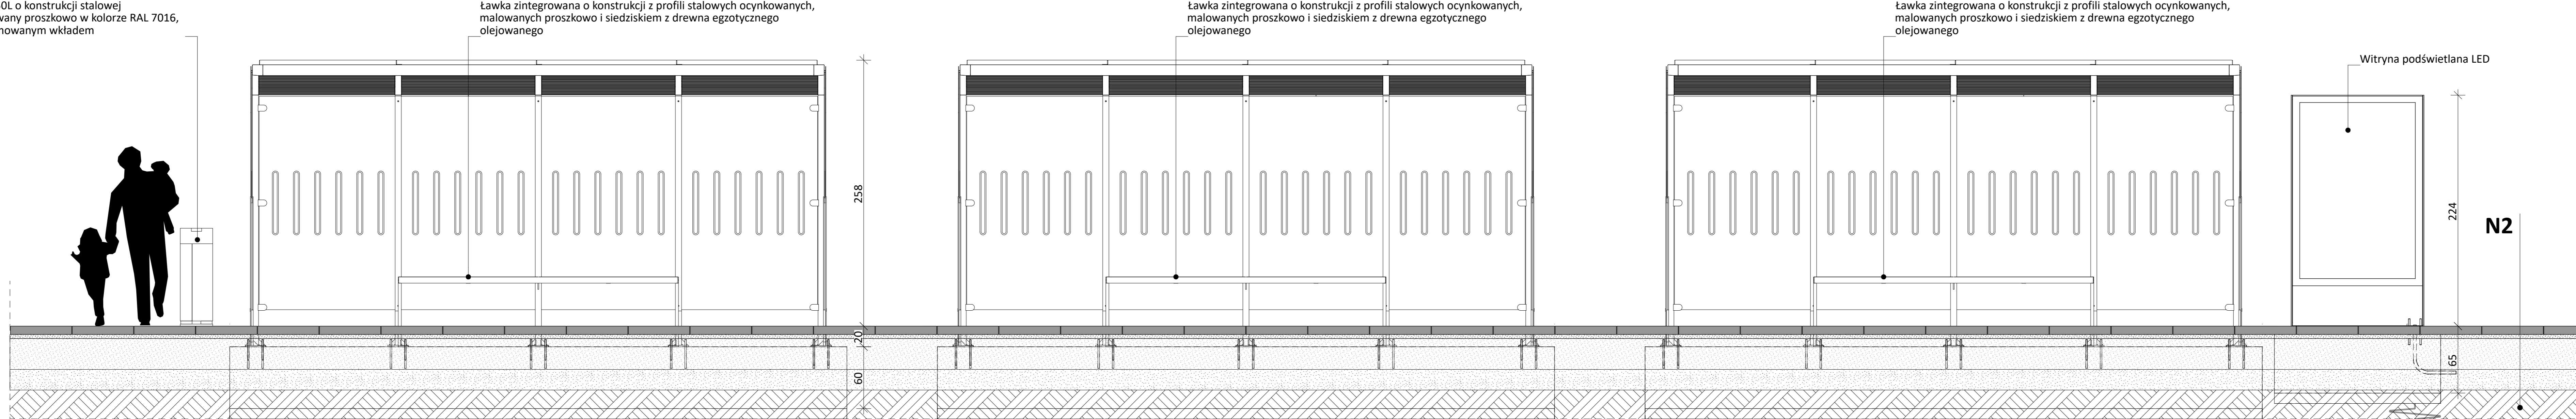 0L o konstrukcji stalowej
wany proszkowo w kolorze RAL 7016,
nowanym wkładem
Ławka zintegrowana o konstrukcji z profili stalowych ocynkowanych,
malowanych proszkowo i siedziskiem z drewna egzotycznego
olejowanego
Ławka zintegrowana o konstrukcji z profili stalowych ocynkowanych,
malowanych proszkowo i siedziskiem z drewna egzotycznego
olejowanego
Ławka zintegrowana o konstrukcji z profili stalowych ocynkowanych,
malowanych proszkowo i siedziskiem z drewna egzotycznego
olejowanego
Witryna podświetlana LED
258
20
60
224
65
N2